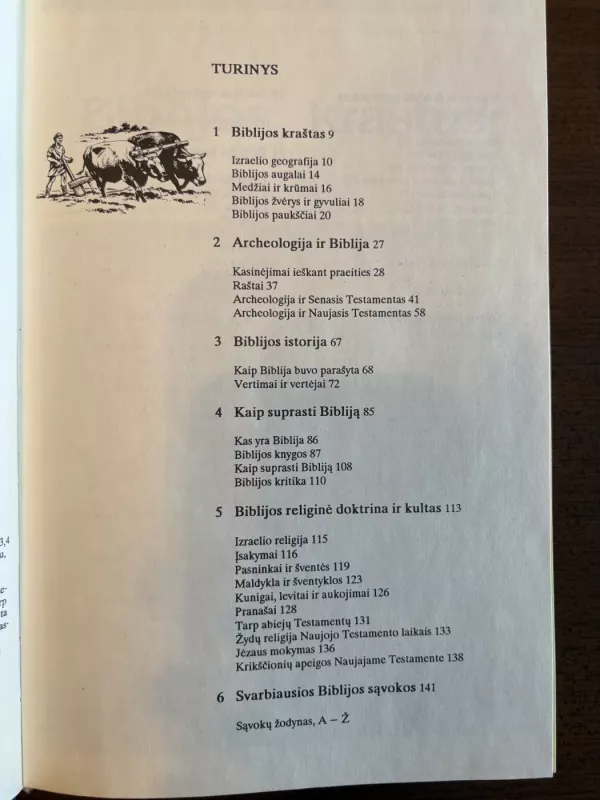 TURINYS
1 Biblijos kraštas 9
Izraelio geografija 10
Biblijos augalai 14
Medžiai ir krūmai 16
Biblijos žvėrys ir gyvuliai 18
Biblijos paukščiai 20
2 Archeologija ir Biblija 27
Kasinėjimai ieškant praeities 28
Raštai 37
Archeologija ir Senasis Testamentas 41
Archeologija ir Naujasis Testamentas 58
3 Biblijos istorija 67
Kaip Biblija buvo parašyta 68
Vertimai ir vertėjai 72
4 Kaip suprasti Bibliją 85
Kas yra Biblija 86
Biblijos knygos 87
Kaip suprasti Bibliją 108
Biblijos kritika 110
5 Biblijos religinė doktrina ir kultas 113
Izraelio religija 115
Įsakymai 116
Pasninkai ir šventės 119
Maldykla ir šventyklos 123
Kunigai, levitai ir aukojimai 126
Pranašai 128
Tarp abiejų Testamentų 131
Žydų religija Naujojo Testamento laikais 133
Jėzaus mokymas 136
Krikščionių apeigos Naujajame Testamente 138
6 Svarbiausios Biblijos sąvokos 141
Sąvokų žodynas, A – Ž